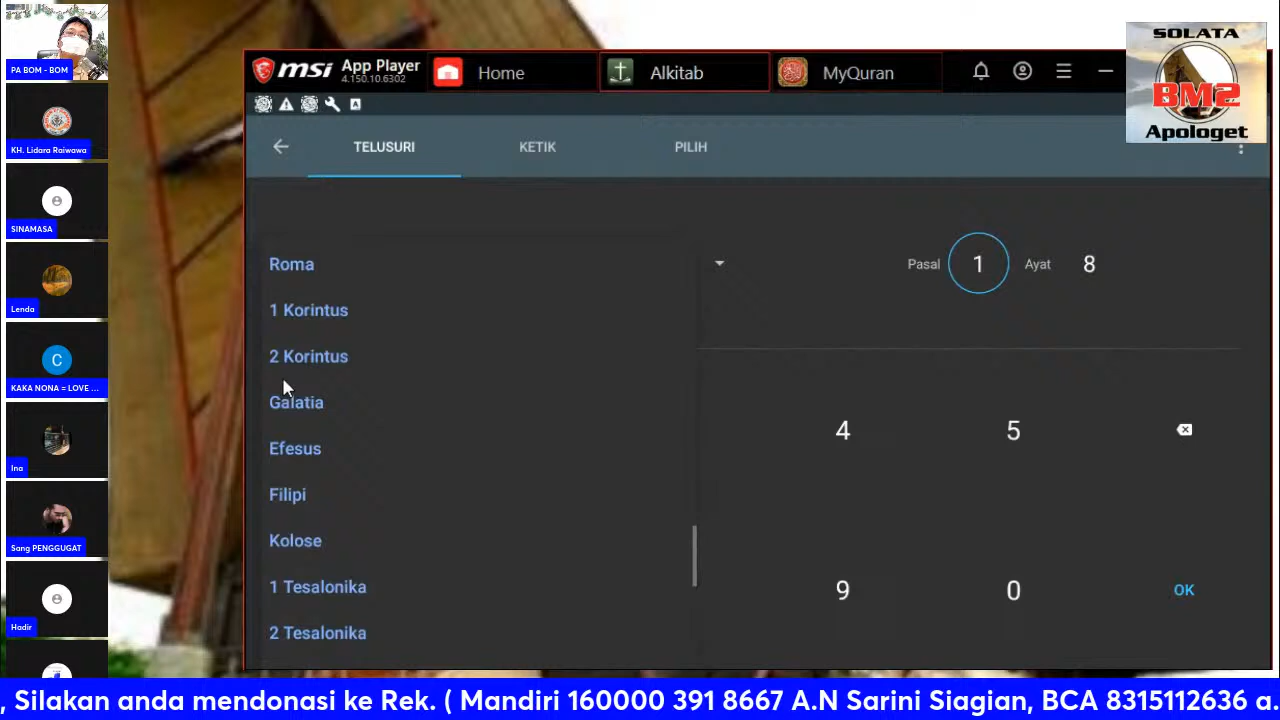 PA BOM - BOM
KH. Lidara Raiwawa
SINAMASA
Lenda
C
KAKA NONA = LOVE ...
Ina
Sang PENGGUGAT
Hadir
msi App Player
4.150.10.6302
Home
Alkitab
MyQuran
SOLATA
BM2
Apologet
A
TELUSURI
KETIK
PILIH
Roma
1 Korintus
2 Korintus
Galatia
Efesus
Filipi
Kolose
1 Tesalonika
2 Tesalonika
Pasal 1 Ayat 8
4 5
9 0 OK
, Silakan anda mendonasi ke Rek. ( Mandiri 160000 391 8667 A.N Sarini Siagian, BCA 8315112636 a.